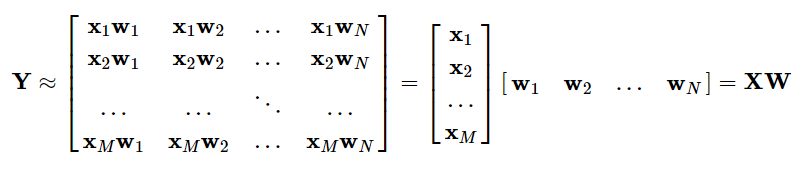 Y ≈ [ x₁w₁ x₁w₂ … x₁w_N ; x₂w₁ x₂w₂ … x₂w_N ; … … ⋱ … ; x_Mw₁ x_Mw₂ … x_Mw_N ] = [ x₁ ; x₂ ; … ; x_M ] [ w₁ w₂ … w_N ] = XW